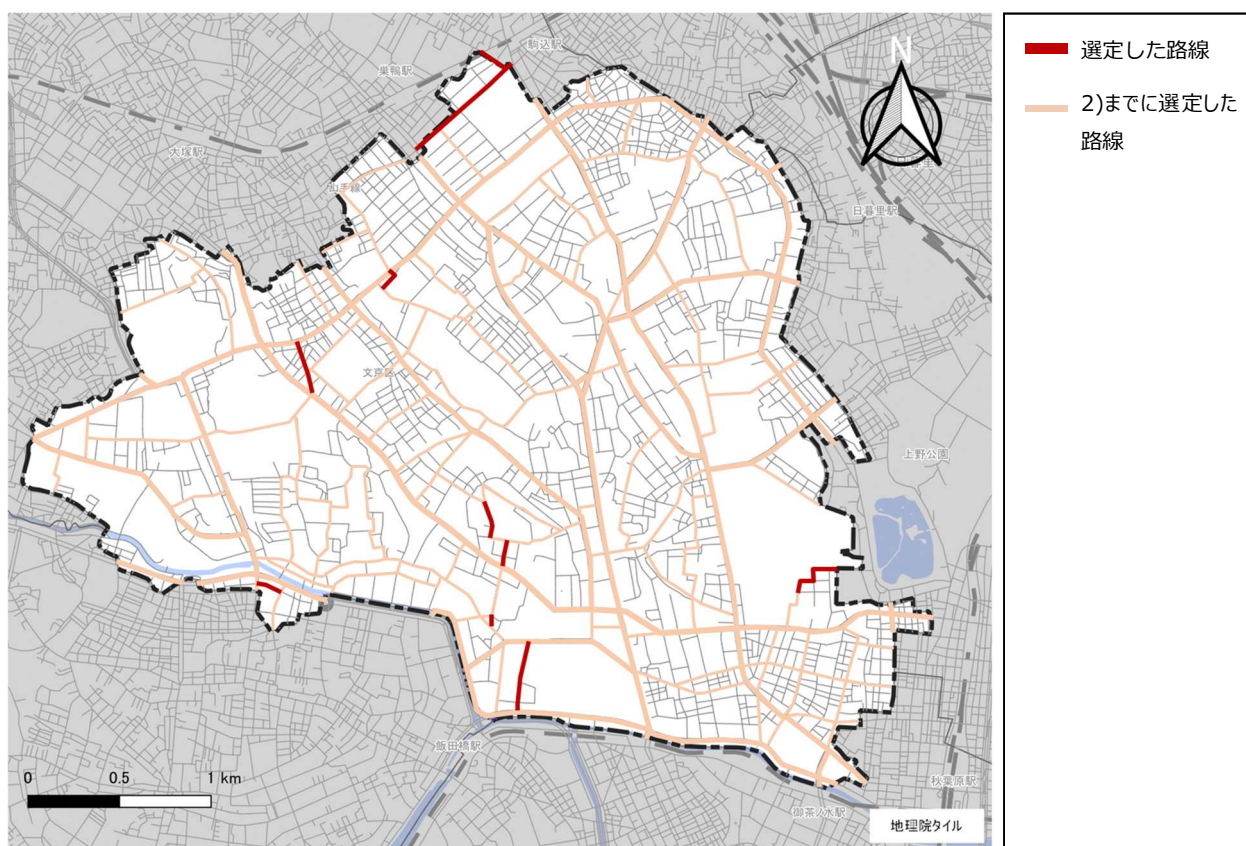 駒込駅
巣鴨駅
N
大塚駅
山手線
日暮里駅
文京区
上野公園
飯田橋駅
秋葉原駅
御茶ノ水駅
0 0.5 1 km
地理院タイル
選定した路線
2)までに選定した
路線